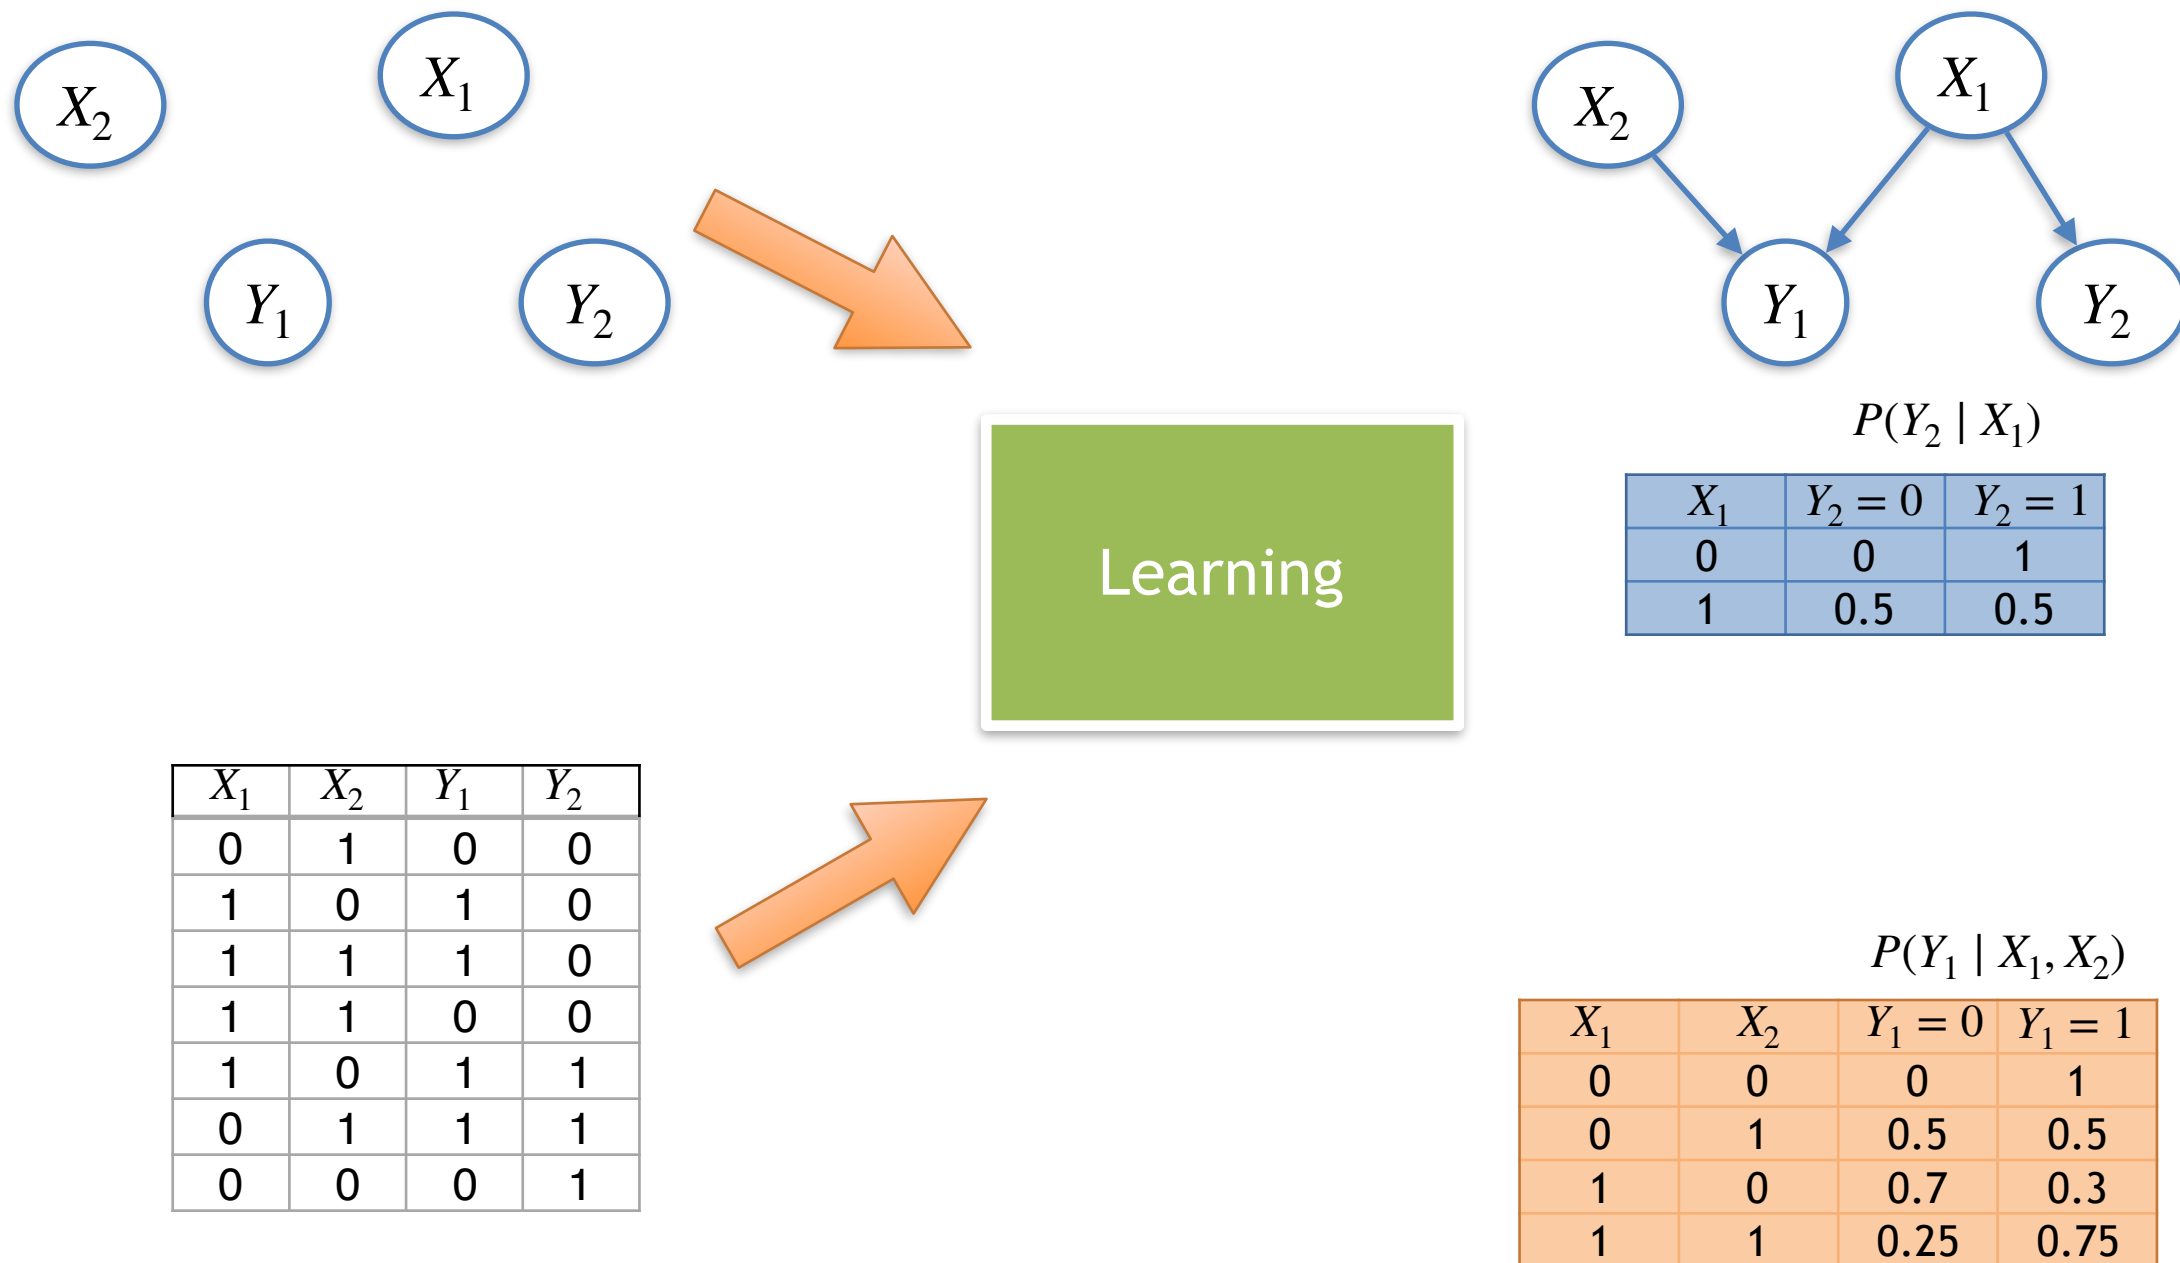 X₂
X₁
Y₁
Y₂
X₂
X₁
Y₁
Y₂
Learning
X₁ X₂ Y₁ Y₂
0 1 0 0
1 0 1 0
1 1 1 0
1 1 0 0
1 0 1 1
0 1 1 1
0 0 0 1
P(Y₂ | X₁)
X₁ Y₂ = 0 Y₂ = 1
0 0 1
1 0.5 0.5
P(Y₁ | X₁, X₂)
X₁ X₂ Y₁ = 0 Y₁ = 1
0 0 0 1
0 1 0.5 0.5
1 0 0.7 0.3
1 1 0.25 0.75